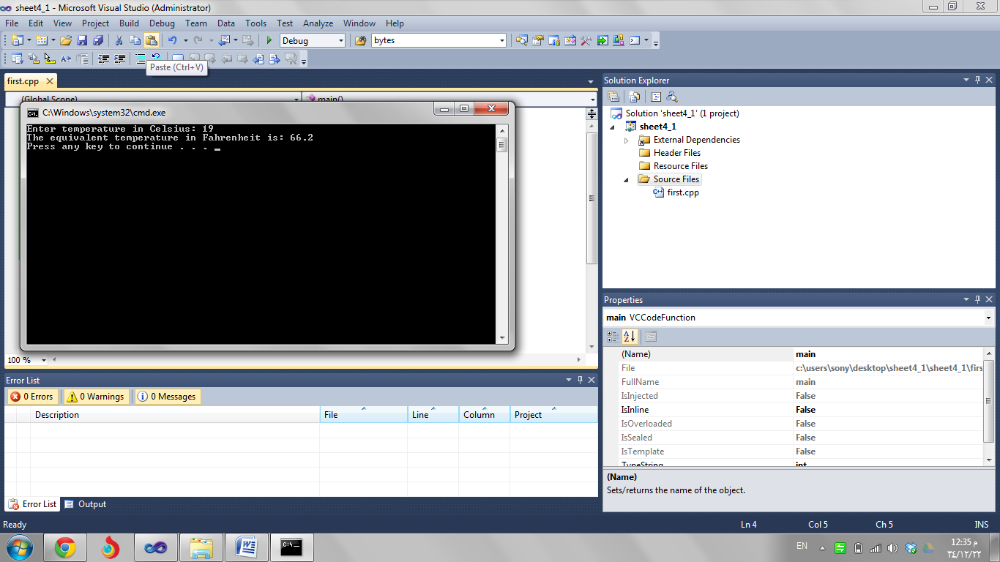 sheet4_1 - Microsoft Visual Studio (Administrator)
File Edit View Project Build Debug Team Data Tools Test Analyze Window Help
Debug bytes
Paste (Ctrl+V)
first.cpp
(Global Scope) main()
C:\Windows\system32\cmd.exe
C:\.
Enter temperature in Celsius: 19
The equivalent temperature in Fahrenheit is: 66.2
Press any key to continue . . .
100 %
Solution Explorer
Solution 'sheet4_1' (1 project)
sheet4_1
External Dependencies
Header Files
Resource Files
Source Files
first.cpp
Properties
main VCCodeFunction
(Name) main
File c:\users\sony\desktop\sheet4_1\sheet4_1\firs
FullName main
IsInjected False
IsInline False
IsOverloaded False
IsSealed False
IsTemplate False
TypeString int
(Name)
Sets/returns the name of the object.
Error List
0 Errors 0 Warnings 0 Messages
Description File Line Column Project
Error List Output
Ready Ln 4 Col 5 Ch 5 INS
EN 12:35 م
٣٤/١٢/٢٢